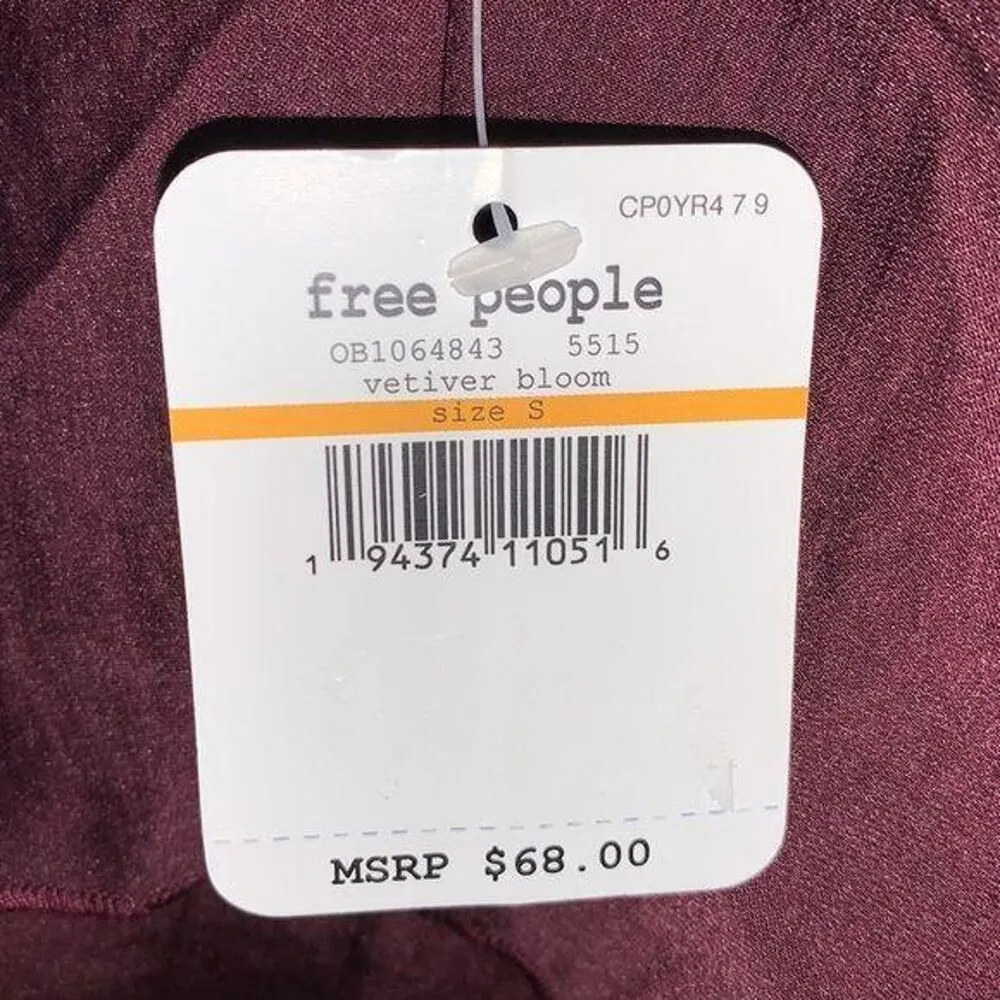 CP0YR4 7 9
free people
OB1064843 5515
vetiver bloom
size S
1 94374 11051 6
MSRP $68.00